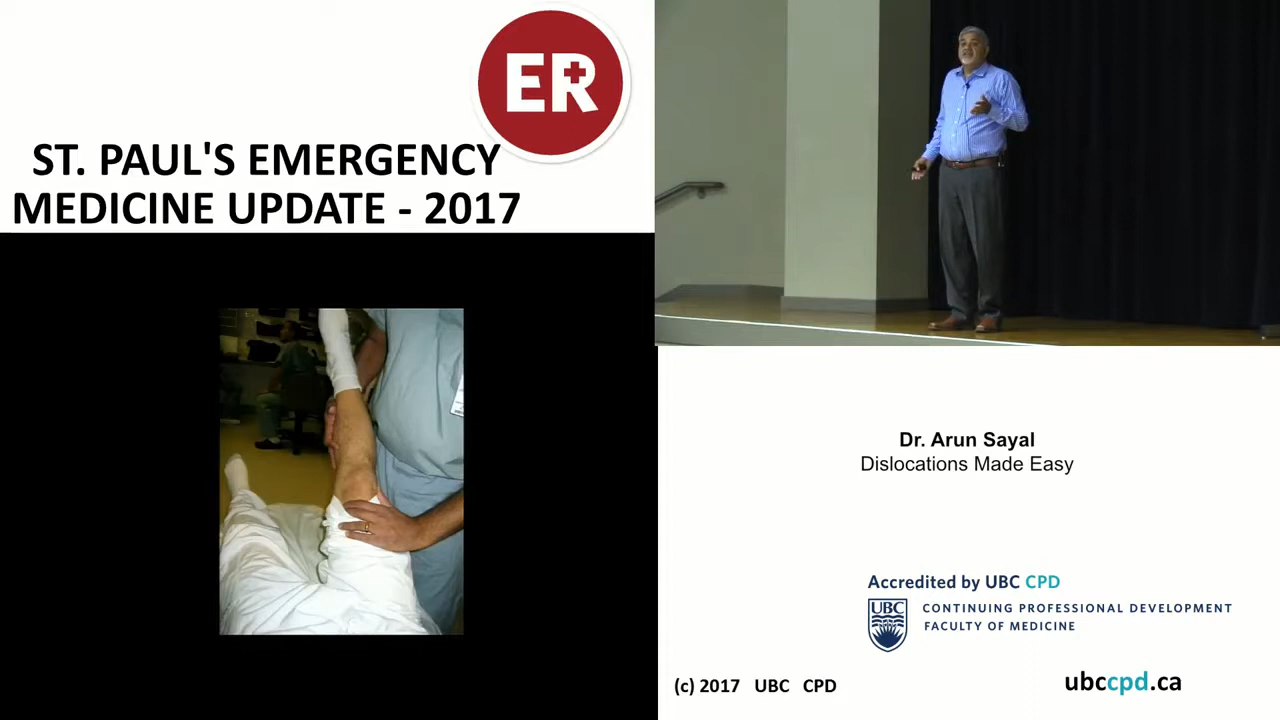 ER
ST. PAUL'S EMERGENCY
MEDICINE UPDATE - 2017
Dr. Arun Sayal
Dislocations Made Easy
Accredited by UBC CPD
UBC
CONTINUING PROFESSIONAL DEVELOPMENT
FACULTY OF MEDICINE
(c) 2017 UBC CPD
ubccpd.ca